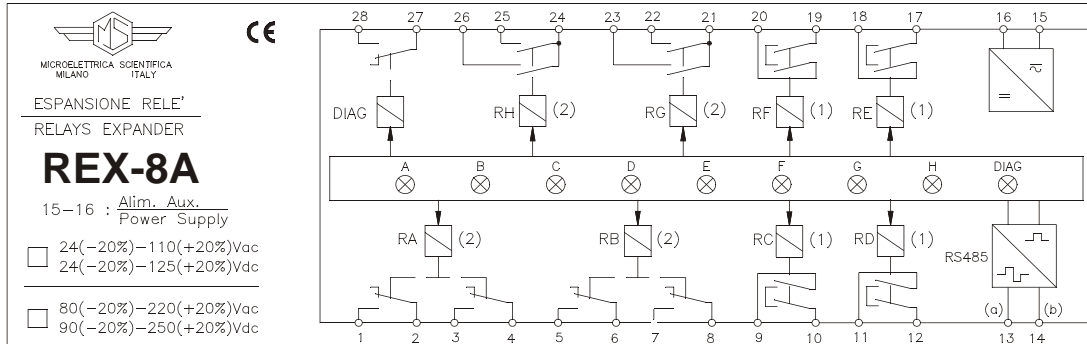 MS
CE
MICROELETTRICA SCIENTIFICA
MILANO ITALY
ESPANSIONE RELE'
RELAYS EXPANDER
REX-8A
15-16 : Alim. Aux.
Power Supply
24(-20%)-110(+20%)Vac
24(-20%)-125(+20%)Vdc
80(-20%)-220(+20%)Vac
90(-20%)-250(+20%)Vdc
28 27 26 25 24 23 22 21 20 19 18 17 16 15
DIAG RH (2) RG (2) RF (1) RE (1)
A B C D E F G H DIAG
RA (2) RB (2) RC (1) RD (1) RS485
(a) (b)
1 2 3 4 5 6 7 8 9 10 11 12 13 14